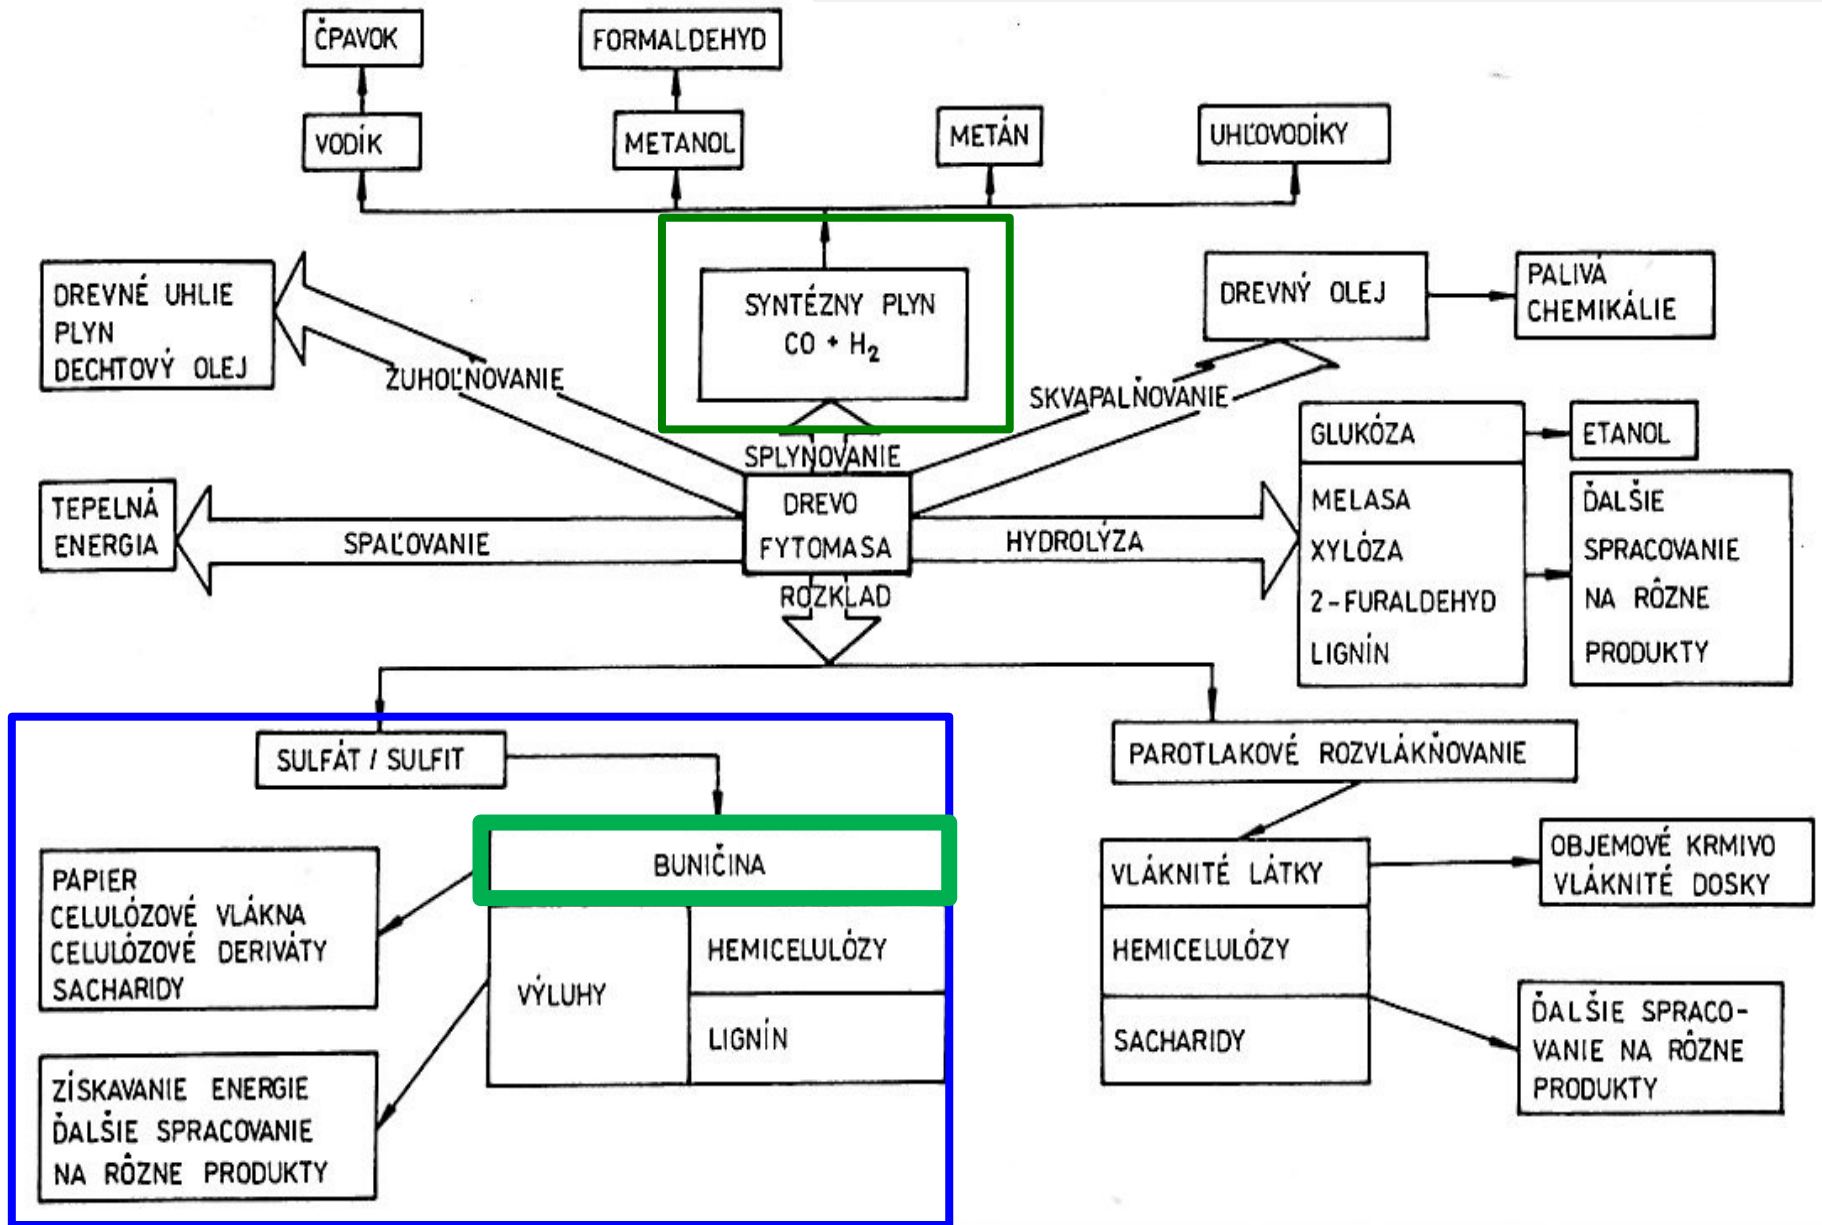 ČPAVOK
FORMALDEHYD
VODÍK
METANOL
METÁN
UHĽOVODÍKY
DREVNÉ UHLIE
PLYN
DECHTOVÝ OLEJ
SYNTÉZNY PLYN
CO + H₂
DREVNÝ OLEJ
PALIVÁ
CHEMIKÁLIE
ZUHOĽNOVANIE
SKVAPALŇOVANIE
SPLYŇOVANIE
GLUKÓZA
ETANOL
TEPELNÁ
ENERGIA
SPAĽOVANIE
DREVO
FYTOMASA
HYDROLÝZA
MELASA
XYLÓZA
2-FURALDEHYD
LIGNÍN
ĎALŠIE
SPRACOVANIE
NA RÔZNE
PRODUKTY
ROZKLAD
SULFÁT / SULFIT
PAROTLAKOVÉ ROZVLÁKŇOVANIE
BUNIČINA
PAPIER
CELULÓZOVÉ VLÁKNA
CELULÓZOVÉ DERIVÁTY
SACHARIDY
VÝLUHY
HEMICELULÓZY
LIGNÍN
ZÍSKAVANIE ENERGIE
ĎALŠIE SPRACOVANIE
NA RÔZNE PRODUKTY
VLÁKNITÉ LÁTKY
HEMICELULÓZY
SACHARIDY
OBJEMOVÉ KRMIVO
VLÁKNITÉ DOSKY
ĎALŠIE SPRACO-
VANIE NA RÔZNE
PRODUKTY